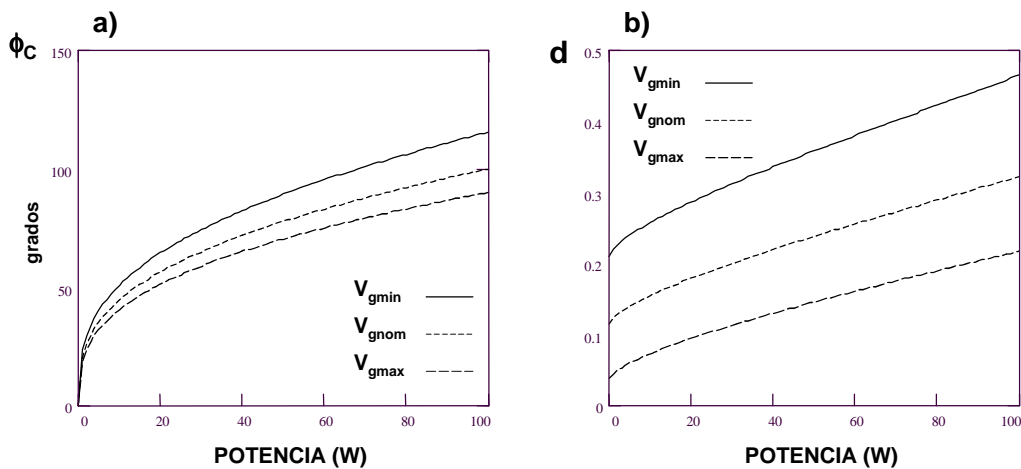 a)
ϕC
150
100
50
0
grados
Vgmin
Vgnom
Vgmax
0 20 40 60 80 100
POTENCIA (W)
b)
d
0.5
0.4
0.3
0.2
0.1
0
Vgmin
Vgnom
Vgmax
0 20 40 60 80 100
POTENCIA (W)